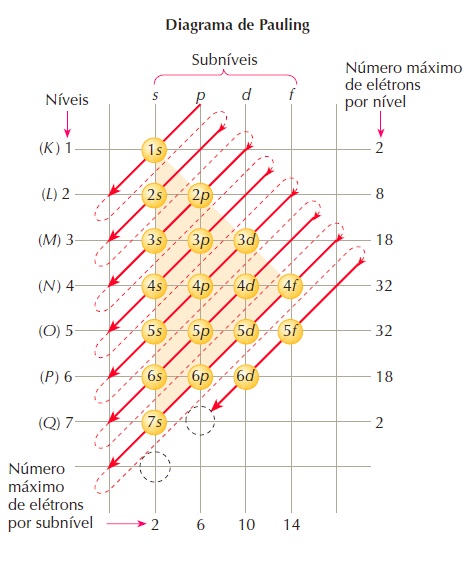 Diagrama de Pauling
Subníveis
Número máximo
de elétrons
por nível
Níveis
s p d f
(K) 1 1s 2
(L) 2 2s 2p 8
(M) 3 3s 3p 3d 18
(N) 4 4s 4p 4d 4f 32
(O) 5 5s 5p 5d 5f 32
(P) 6 6s 6p 6d 18
(Q) 7 7s 2
Número
máximo
de elétrons
por subnível 2 6 10 14